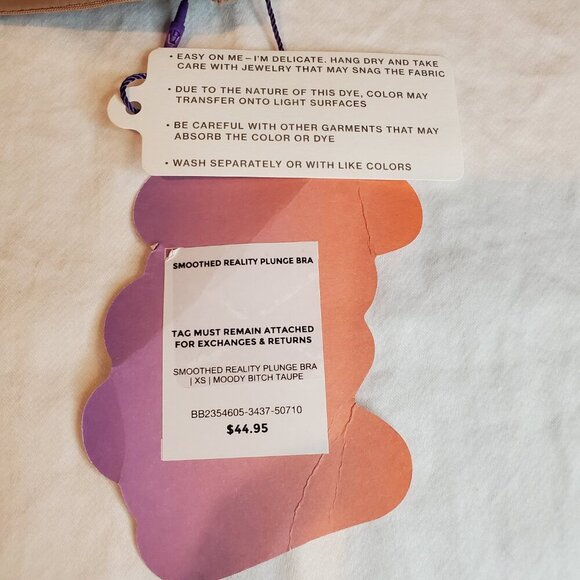 • EASY ON ME – I'M DELICATE. HANG DRY AND TAKE
CARE WITH JEWELRY THAT MAY SNAG THE FABRIC
• DUE TO THE NATURE OF THIS DYE, COLOR MAY
TRANSFER ONTO LIGHT SURFACES
• BE CAREFUL WITH OTHER GARMENTS THAT MAY
ABSORB THE COLOR OR DYE
• WASH SEPARATELY OR WITH LIKE COLORS
SMOOTHED REALITY PLUNGE BRA
TAG MUST REMAIN ATTACHED
FOR EXCHANGES & RETURNS
SMOOTHED REALITY PLUNGE BRA
| XS | MOODY BITCH TAUPE
BB2354605-3437-50710
$44.95